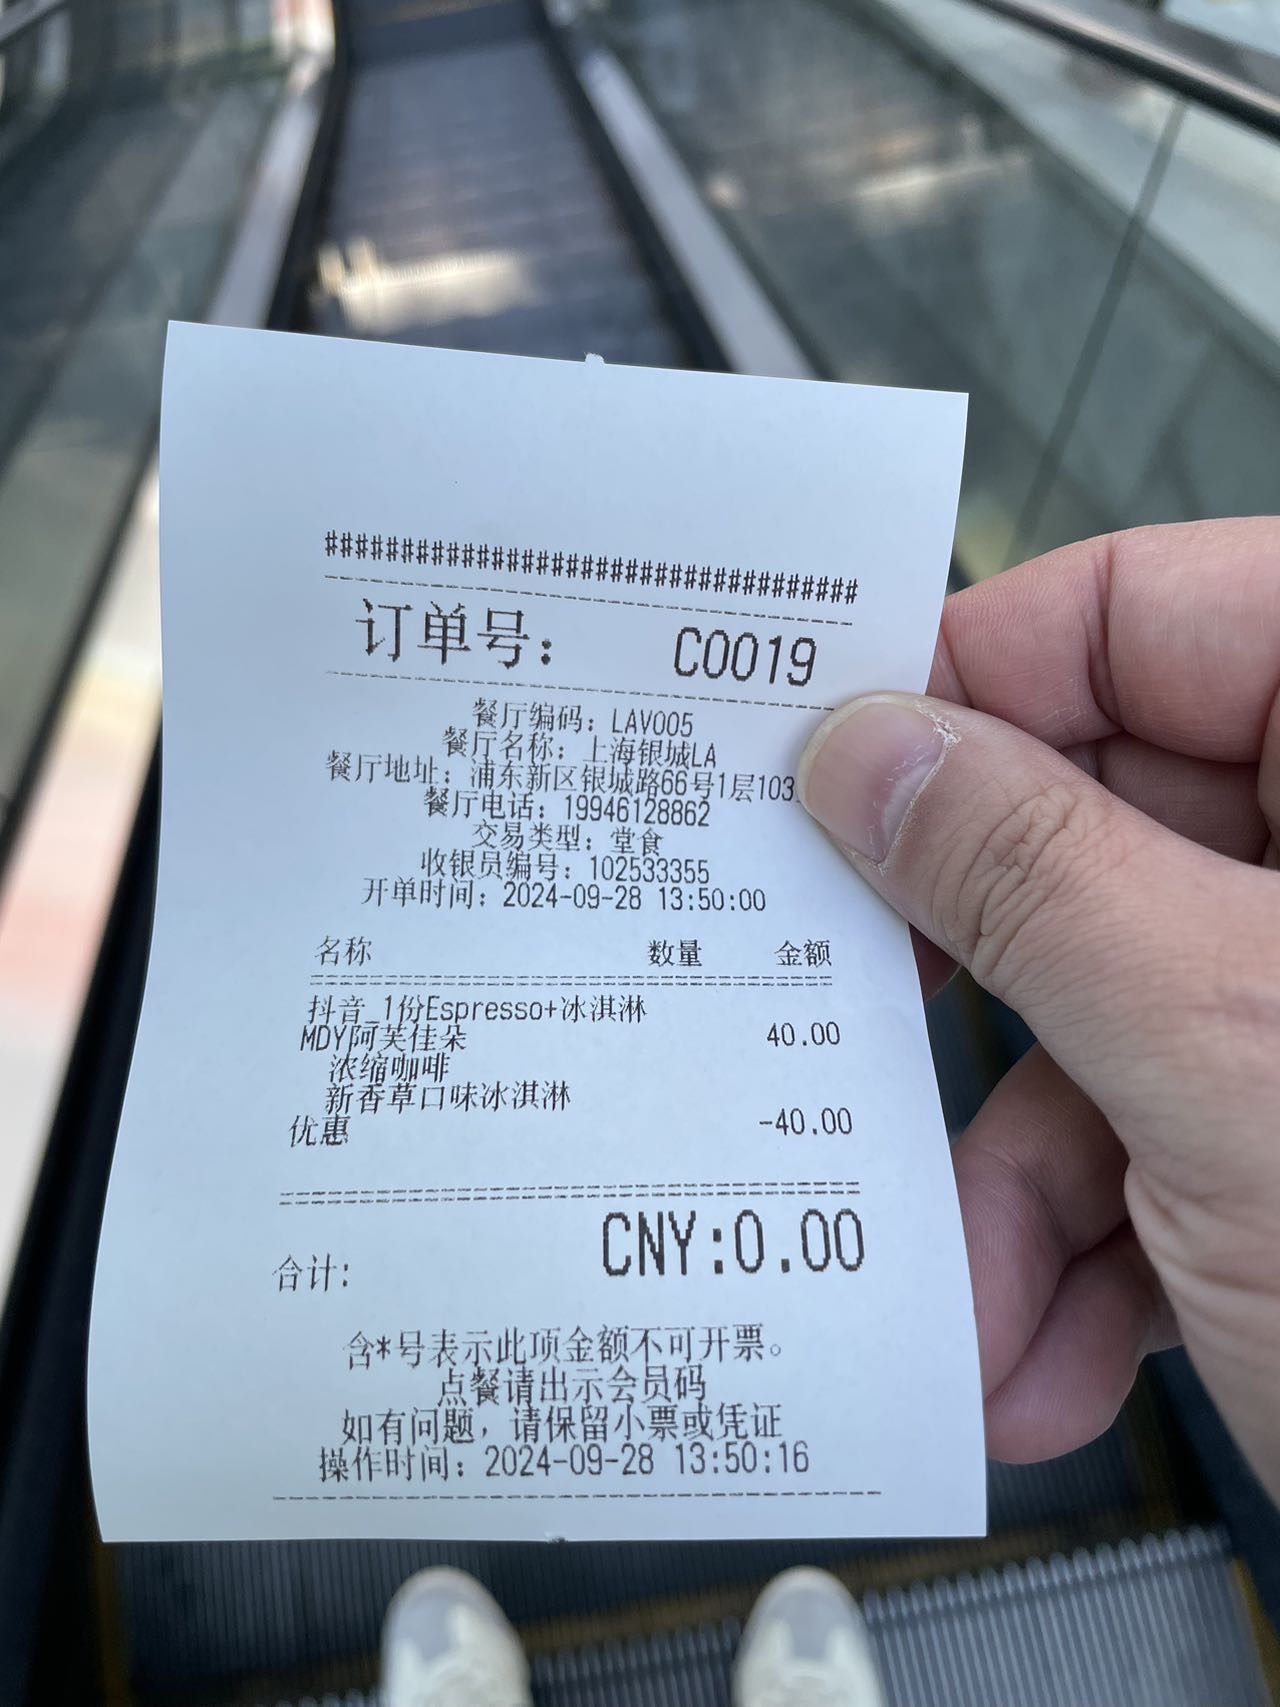 ####################################
订单号： C0019
餐厅编码：LAV005
餐厅名称：上海银城LA
餐厅地址：浦东新区银城路66号1层103
餐厅电话：19946128862
交易类型：堂食
收银员编号：102533355
开单时间：2024-09-28 13:50:00
名称 数量 金额
抖音_1份Espresso+冰淇淋
MDY阿芙佳朵 40.00
浓缩咖啡
新香草口味冰淇淋
优惠 -40.00
合计: CNY:0.00
含*号表示此项金额不可开票。
点餐请出示会员码
如有问题，请保留小票或凭证
操作时间：2024-09-28 13:50:16